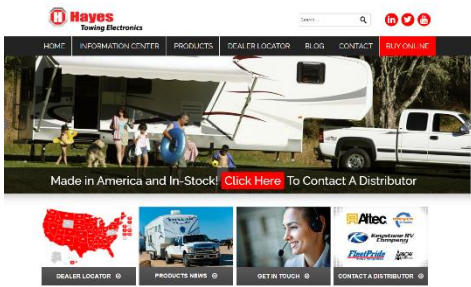 Hayes
Towing Electronics
Search...
HOME
INFORMATION CENTER
PRODUCTS
DEALER LOCATOR
BLOG
CONTACT
BUY ONLINE
Made in America and In-Stock! Click Here To Contact A Distributor
Altec
Keystone RV
Company
FleetPride
DEALER LOCATOR
PRODUCTS NEWS
GET IN TOUCH
CONTACT A DISTRIBUTOR